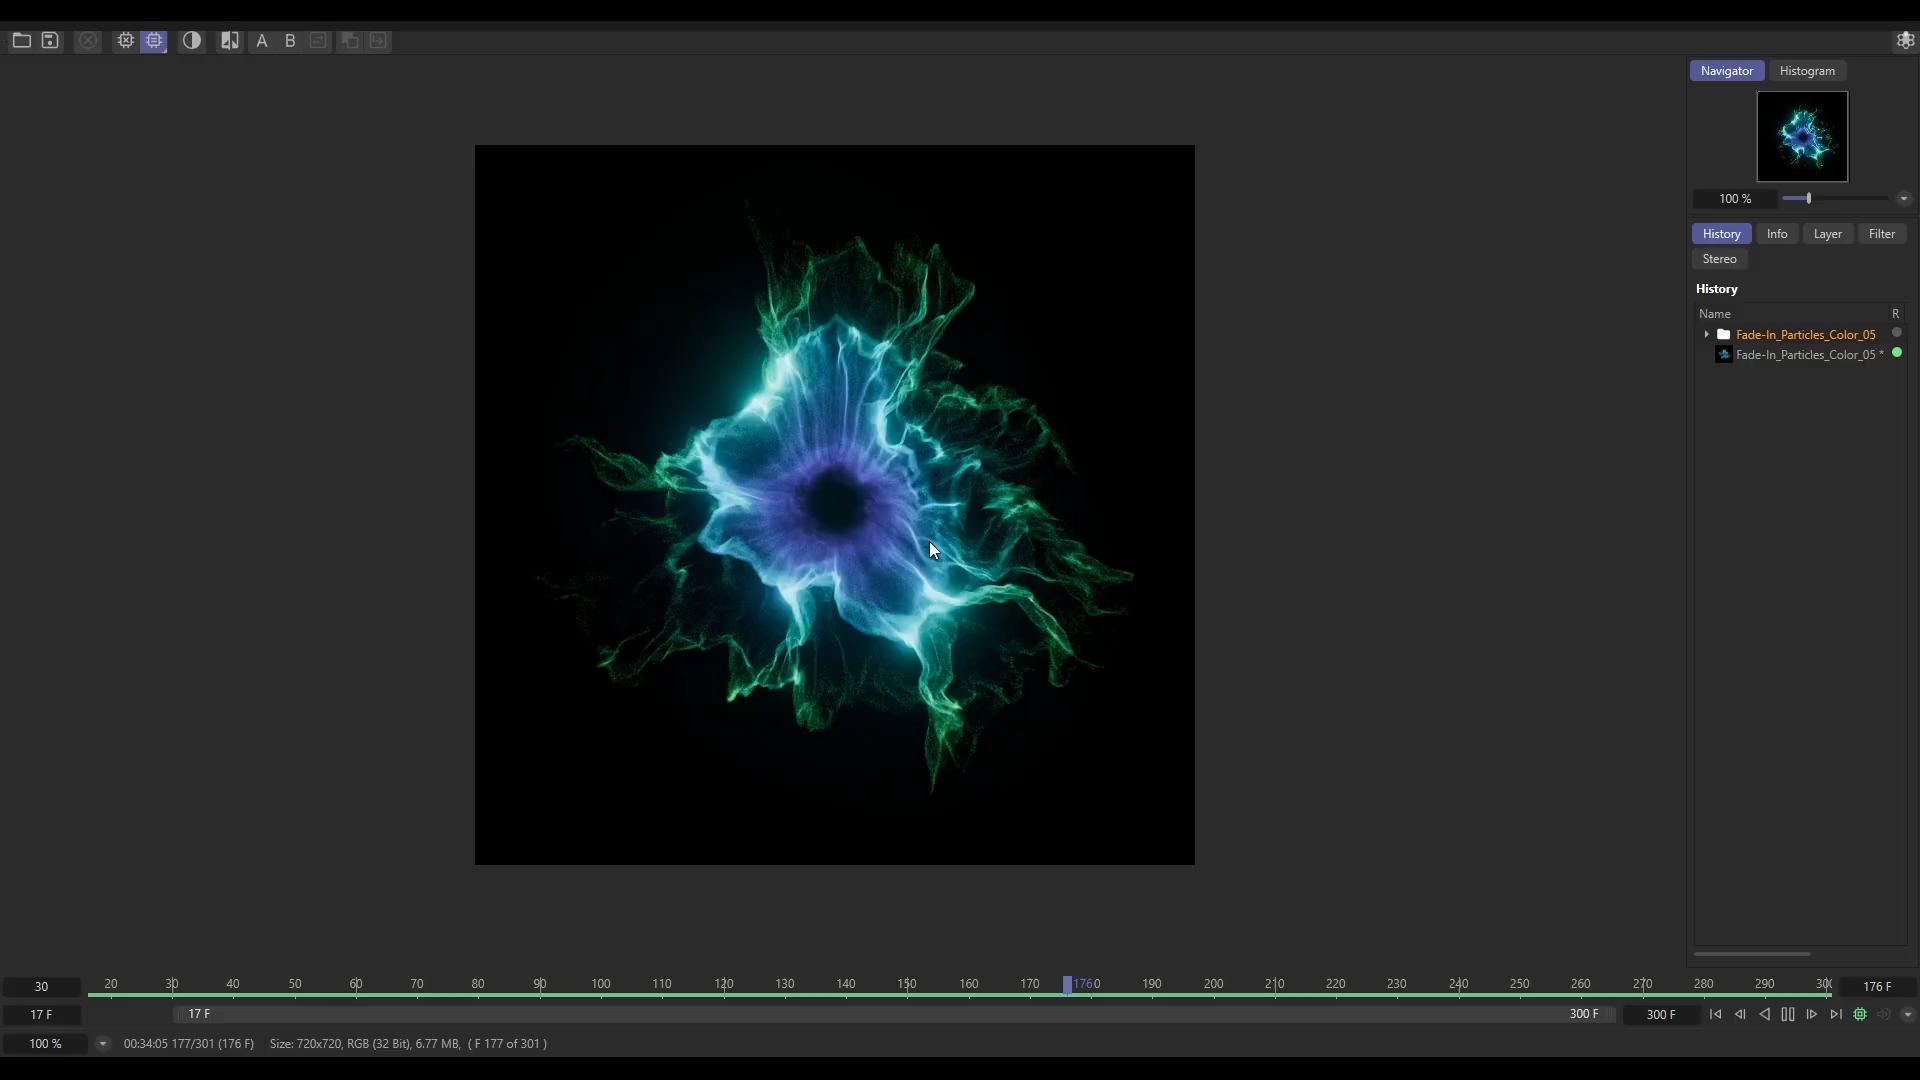 A B
Navigator Histogram
100 %
History Info Layer Filter
Stereo
History
Name R
Fade-In_Particles_Color_05
Fade-In_Particles_Color_05 *
30 20 30 40 50 60 70 80 90 100 110 120 130 140 150 160 170 1760 190 200 210 220 230 240 250 260 270 280 290 30 176 F
17 F 17 F 300 F 300 F
100 % 00:34:05 177/301 (176 F) Size: 720x720, RGB (32 Bit), 6.77 MB, ( F 177 of 301 )